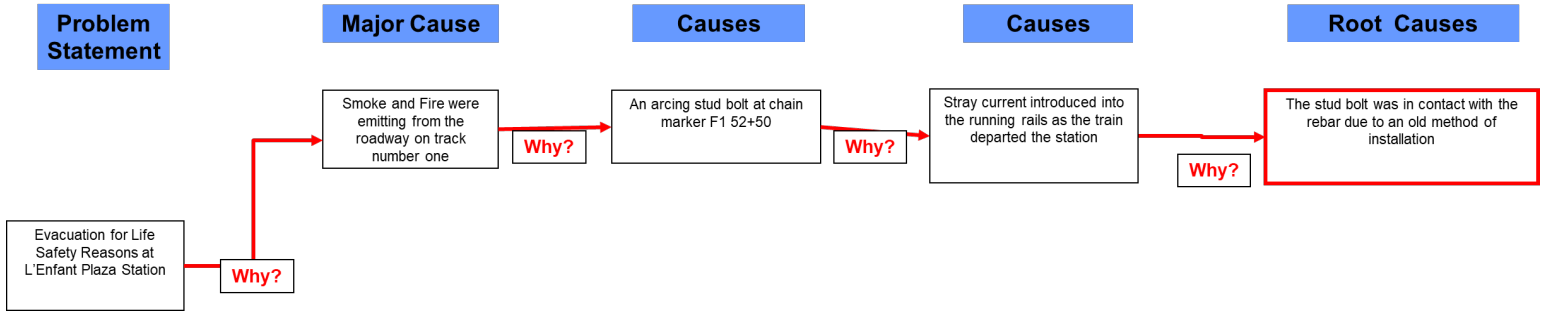 Problem
Statement
Major Cause
Causes
Causes
Root Causes
Evacuation for Life
Safety Reasons at
L'Enfant Plaza Station
Why?
Smoke and Fire were
emitting from the
roadway on track
number one
Why?
An arcing stud bolt at chain
marker F1 52+50
Why?
Stray current introduced into
the running rails as the train
departed the station
Why?
The stud bolt was in contact with the
rebar due to an old method of
installation